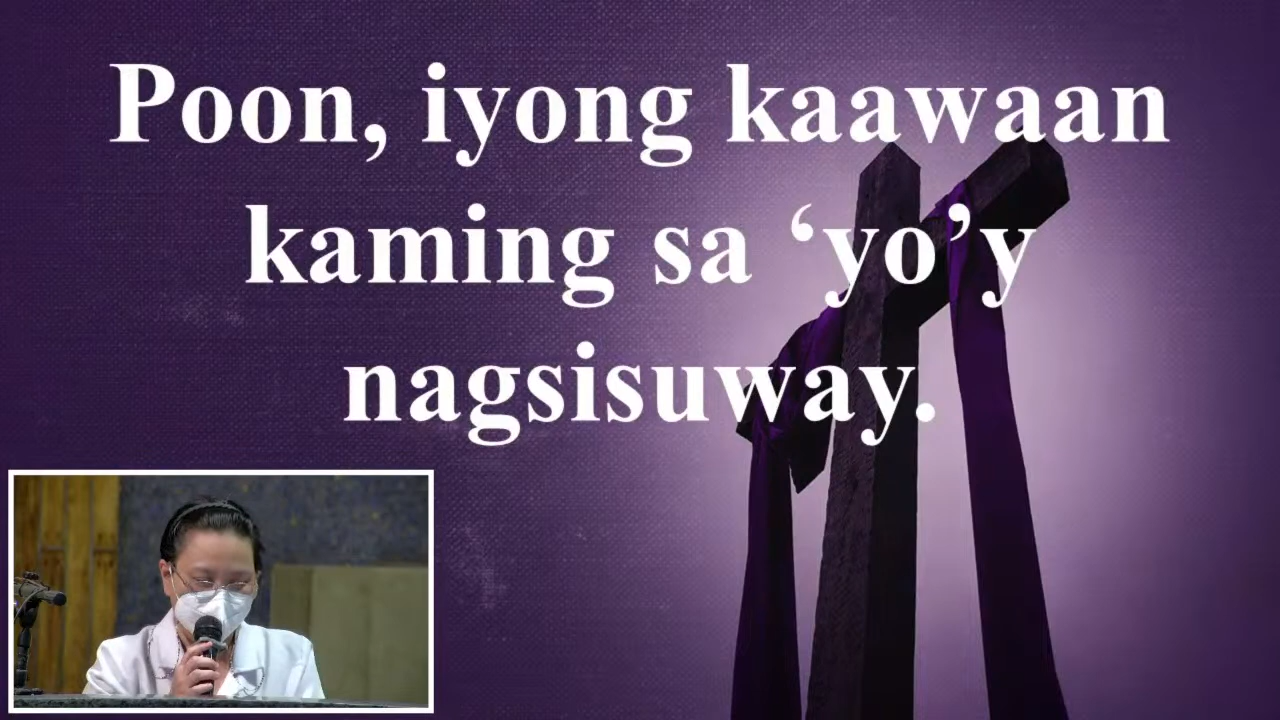 Poon, iyong kaawaan
kaming sa ‘yo’y
nagsisuway.